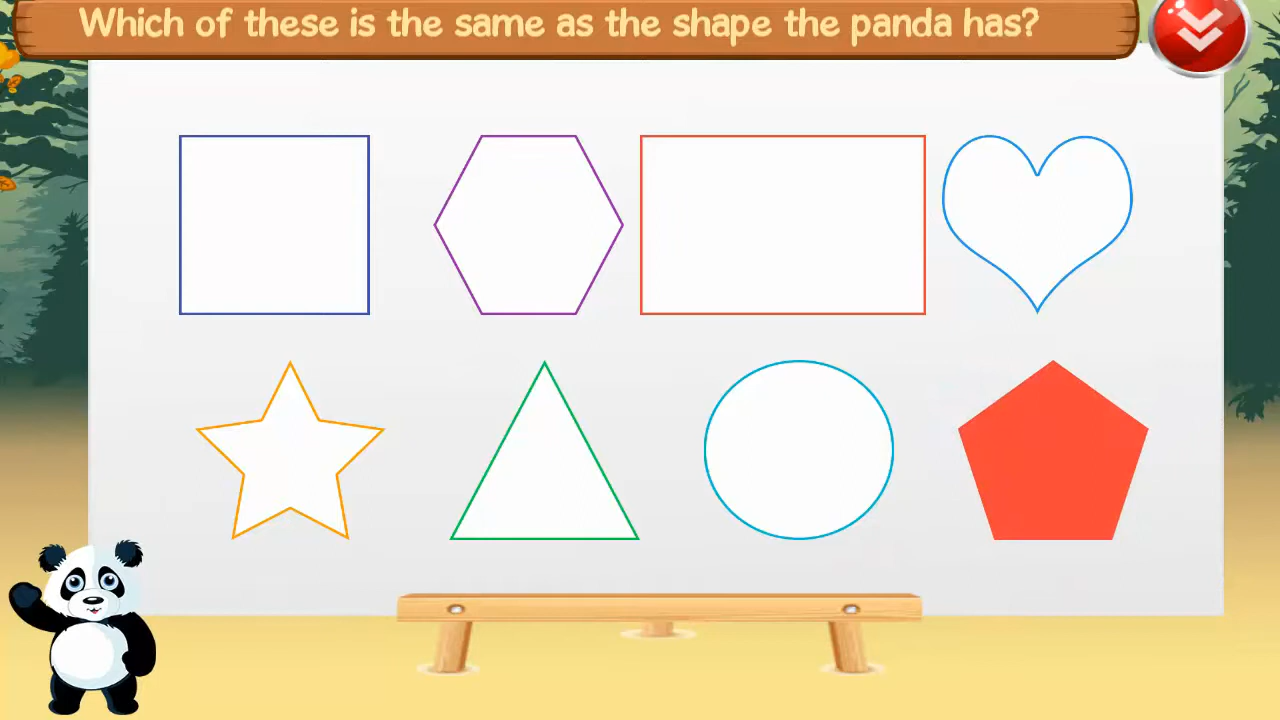 Which of these is the same as the shape the panda has?